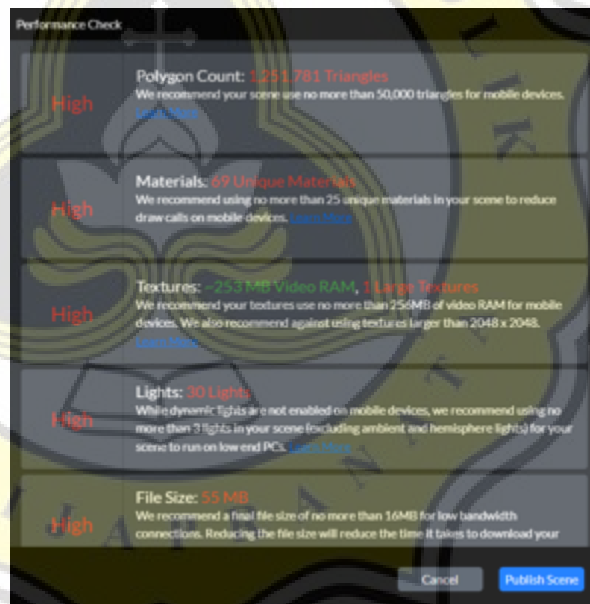 Performance Check
High
Polygon Count: 1,251,781 Triangles
We recommend your scene use no more than 50,000 triangles for mobile devices.
Learn More
High
Materials: 69 Unique Materials
We recommend using no more than 25 unique materials in your scene to reduce
draw calls on mobile devices. Learn More
High
Textures: ~253 MB Video RAM, 1 Large Textures
We recommend your textures use no more than 256MB of video RAM for mobile
devices. We also recommend against using textures larger than 2048 x 2048.
Learn More
High
Lights: 30 Lights
While dynamic lights are not enabled on mobile devices, we recommend using no
more than 3 lights in your scene (excluding ambient and hemisphere lights) for your
scene to run on low end PCs. Learn More
High
File Size: 55 MB
We recommend a final file size of no more than 16MB for low bandwidth
connections. Reducing the file size will reduce the time it takes to download your
Cancel
Publish Scene